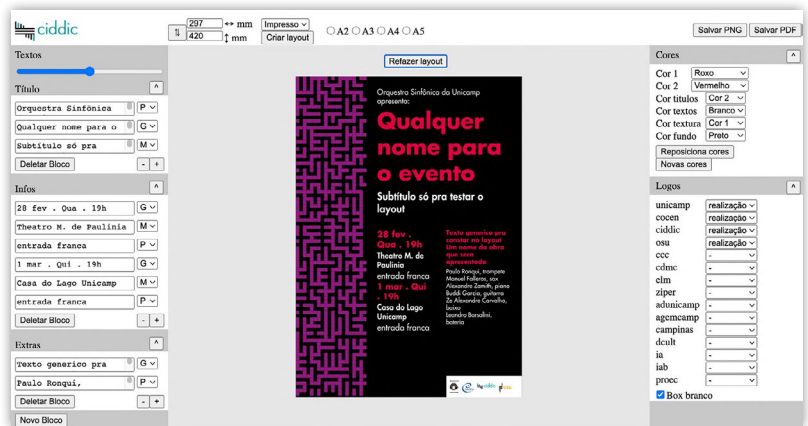 ciddic
297 ↔ mm
420 ↕ mm
Impresso
Criar layout
A2 A3 A4 A5
Salvar PNG Salvar PDF
Textos
Título ^
Orquestra Sinfônica P
Qualquer nome para o G
Subtítulo só pra M
Deletar Bloco - +
Infos ^
28 fev . Qua . 19h G
Theatro M. de Paulínia M
entrada franca P
1 mar . Qui . 19h G
Casa do Lago Unicamp M
entrada franca P
Deletar Bloco - +
Extras ^
Texto generico pra G
Paulo Ronqui, P
Deletar Bloco - +
Novo Bloco
Refazer layout
Orquestra Sinfônica da Unicamp
apresenta:
Qualquer
nome para
o evento
Subtítulo só pra testar o
layout
28 fev .
Qua . 19h
Theatro M. de
Paulínia
entrada franca
1 mar . Qui
. 19h
Casa do Lago
Unicamp
entrada franca
Texto generico pra
constar no layout
Um nome da obra
que sera
apresentada
Paulo Ronqui, trompete
Manuel Falleros, sax
Alexandre Zamith, piano
Buddi Garcia, guitarra
Ze Alexandre Carvalho,
baixo
Leandro Barsalini,
bateria
ciddic
Cores ^
Cor 1 Roxo
Cor 2 Vermelho
Cor titulos Cor 2
Cor textos Branco
Cor textura Cor 1
Cor fundo Preto
Reposiciona cores
Novas cores
Logos ^
unicamp realização
cocen realização
ciddic realização
osu realização
ccc -
cdmc -
clm -
ziper -
adunicamp -
agemcamp -
campinas -
dcult -
ia -
iab -
proec -
Box branco